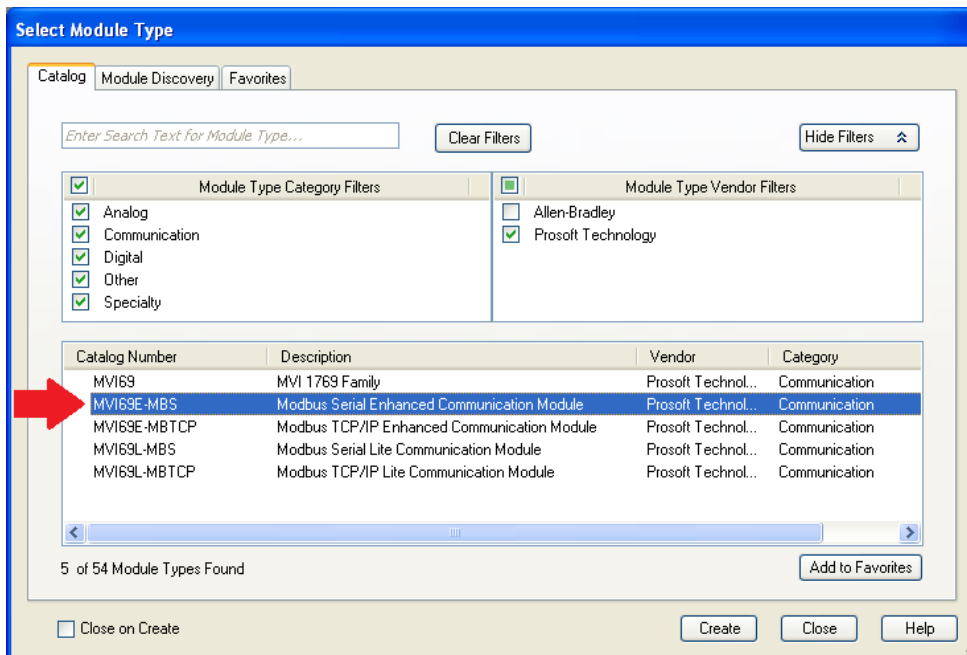 Select Module Type
Catalog Module Discovery Favorites
Enter Search Text for Module Type... Clear Filters Hide Filters
Module Type Category Filters Module Type Vendor Filters
Analog Allen-Bradley
Communication Prosoft Technology
Digital
Other
Specialty
Catalog Number Description Vendor Category
MVI69 MVI 1769 Family Prosoft Technol... Communication
MVI69E-MBS Modbus Serial Enhanced Communication Module Prosoft Technol... Communication
MVI69E-MBTCP Modbus TCP/IP Enhanced Communication Module Prosoft Technol... Communication
MVI69L-MBS Modbus Serial Lite Communication Module Prosoft Technol... Communication
MVI69L-MBTCP Modbus TCP/IP Lite Communication Module Prosoft Technol... Communication
5 of 54 Module Types Found Add to Favorites
Close on Create Create Close Help